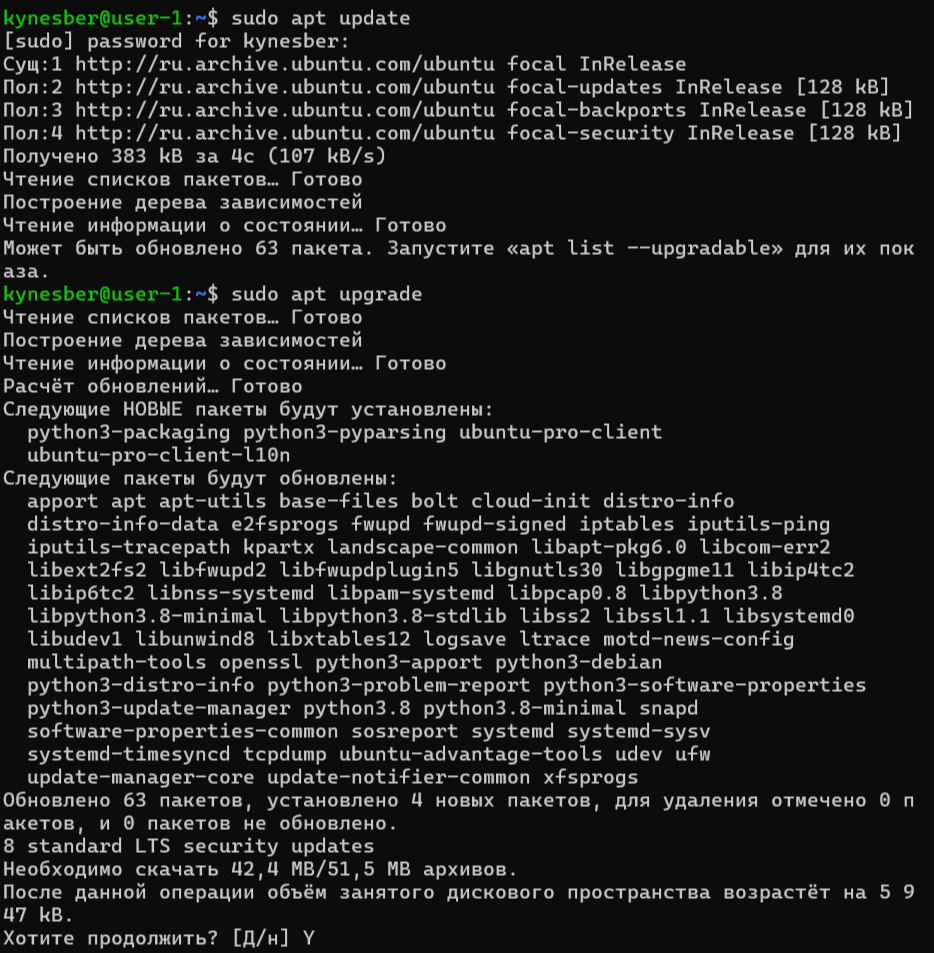 kynesber@user-1:~$ sudo apt update
[sudo] password for kynesber:
Сущ:1 http://ru.archive.ubuntu.com/ubuntu focal InRelease
Пол:2 http://ru.archive.ubuntu.com/ubuntu focal-updates InRelease [128 kB]
Пол:3 http://ru.archive.ubuntu.com/ubuntu focal-backports InRelease [128 kB]
Пол:4 http://ru.archive.ubuntu.com/ubuntu focal-security InRelease [128 kB]
Получено 383 kB за 4с (107 kB/s)
Чтение списков пакетов… Готово
Построение дерева зависимостей
Чтение информации о состоянии… Готово
Может быть обновлено 63 пакета. Запустите «apt list --upgradable» для их пок
аза.
kynesber@user-1:~$ sudo apt upgrade
Чтение списков пакетов… Готово
Построение дерева зависимостей
Чтение информации о состоянии… Готово
Расчёт обновлений… Готово
Следующие НОВЫЕ пакеты будут установлены:
  python3-packaging python3-pyparsing ubuntu-pro-client
  ubuntu-pro-client-l10n
Следующие пакеты будут обновлены:
  apport apt apt-utils base-files bolt cloud-init distro-info
  distro-info-data e2fsprogs fwupd fwupd-signed iptables iputils-ping
  iputils-tracepath kpartx landscape-common libapt-pkg6.0 libcom-err2
  libext2fs2 libfwupd2 libfwupdplugin5 libgnutls30 libgpgme11 libip4tc2
  libip6tc2 libnss-systemd libpam-systemd libpcap0.8 libpython3.8
  libpython3.8-minimal libpython3.8-stdlib libss2 libssl1.1 libsystemd0
  libudev1 libunwind8 libxtables12 logsave ltrace motd-news-config
  multipath-tools openssl python3-apport python3-debian
  python3-distro-info python3-problem-report python3-software-properties
  python3-update-manager python3.8 python3.8-minimal snapd
  software-properties-common sosreport systemd systemd-sysv
  systemd-timesyncd tcpdump ubuntu-advantage-tools udev ufw
  update-manager-core update-notifier-common xfsprogs
Обновлено 63 пакетов, установлено 4 новых пакетов, для удаления отмечено 0 п
акетов, и 0 пакетов не обновлено.
8 standard LTS security updates
Необходимо скачать 42,4 MB/51,5 MB архивов.
После данной операции объём занятого дискового пространства возрастёт на 5 9
47 kB.
Хотите продолжить? [Д/н] Y